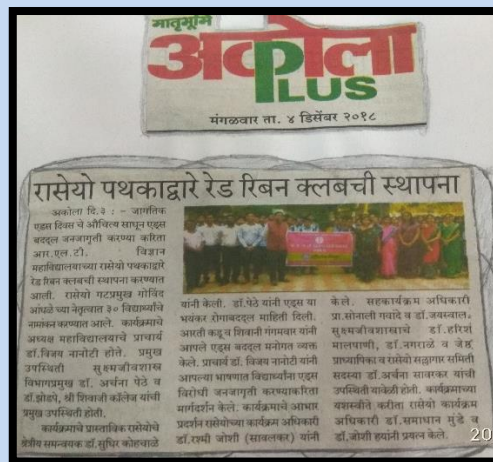 मातृभूमि
अकोला
PLUS
मंगळवार ता. ४ डिसेंबर २०१८
रासेयो पथकाद्वारे रेड रिबन क्लबची स्थापना
अकोला दि.३ : - जागतिक
एड्स दिवस चे औचित्य साधून एड्स
बद्दल जनजागृती करण्या करिता
आर.एल.टी. विज्ञान
महाविद्यालयाच्या रासेयो पथकाद्वारे
रेड रिबन क्लबची स्थापना करण्यात
आली. रासेयो गटप्रमुख गोविंद
आंधळे च्या नेतृत्वात ३० विद्यार्थ्यांचे
नामांकन करण्यात आले. कार्यक्रमाचे
अध्यक्ष महाविद्यालयाचे प्राचार्य
डॉ.विजय नानोटी होते. प्रमुख
उपस्थिती सूक्ष्मजीवशास्त्र
विभागप्रमुख डॉ. अर्चना पेठे व
डॉ.झोडपे, श्री शिवाजी कॉलेज यांची
प्रमुख उपस्थिती होती.
कार्यक्रमाचे प्रास्ताविक रासेयोचे
क्षेत्रीय समन्वयक डॉ.सुधिर कोहचाळे
यांनी केली. डॉ.पेठे यांनी एड्स या
भयंकर रोगाबद्दल माहिती दिली.
आरती कडू व शिवानी गंगमवार यांनी
आपले एड्स बद्दल मनोगत व्यक्त
केले. प्राचार्य डॉ. विजय नानोटी यांनी
आपल्या भाषणात विद्यार्थ्यांना एड्स
विरोधी जनजागृती करण्याकरिता
मार्गदर्शन केले. कार्यक्रमाचे आभार
प्रदर्शन रासेयोच्या कार्यक्रम अधिकारी
डॉ.रश्मी जोशी (सावलकर) यांनी
केले. सहकार्यक्रम अधिकारी
प्रा.सोनाली गवांदे व डॉ.जयस्वाल.
सुक्ष्मजीवशास्त्राचे डॉ.हरिश
मालपाणी, डॉ.नगराळे व जेष्ठ
प्राध्यापिका व रासेयो सल्लागार समिती
सदस्या डॉ.अर्चना सावरकर यांची
उपस्थिती यावेळी होती. कार्यक्रमाच्या
यशस्वीते करीता रासेयो कार्यक्रम
अधिकारी डॉ.समाधान मुंडे व
डॉ.जोशी ह्यांनी प्रयत्न केले.
20